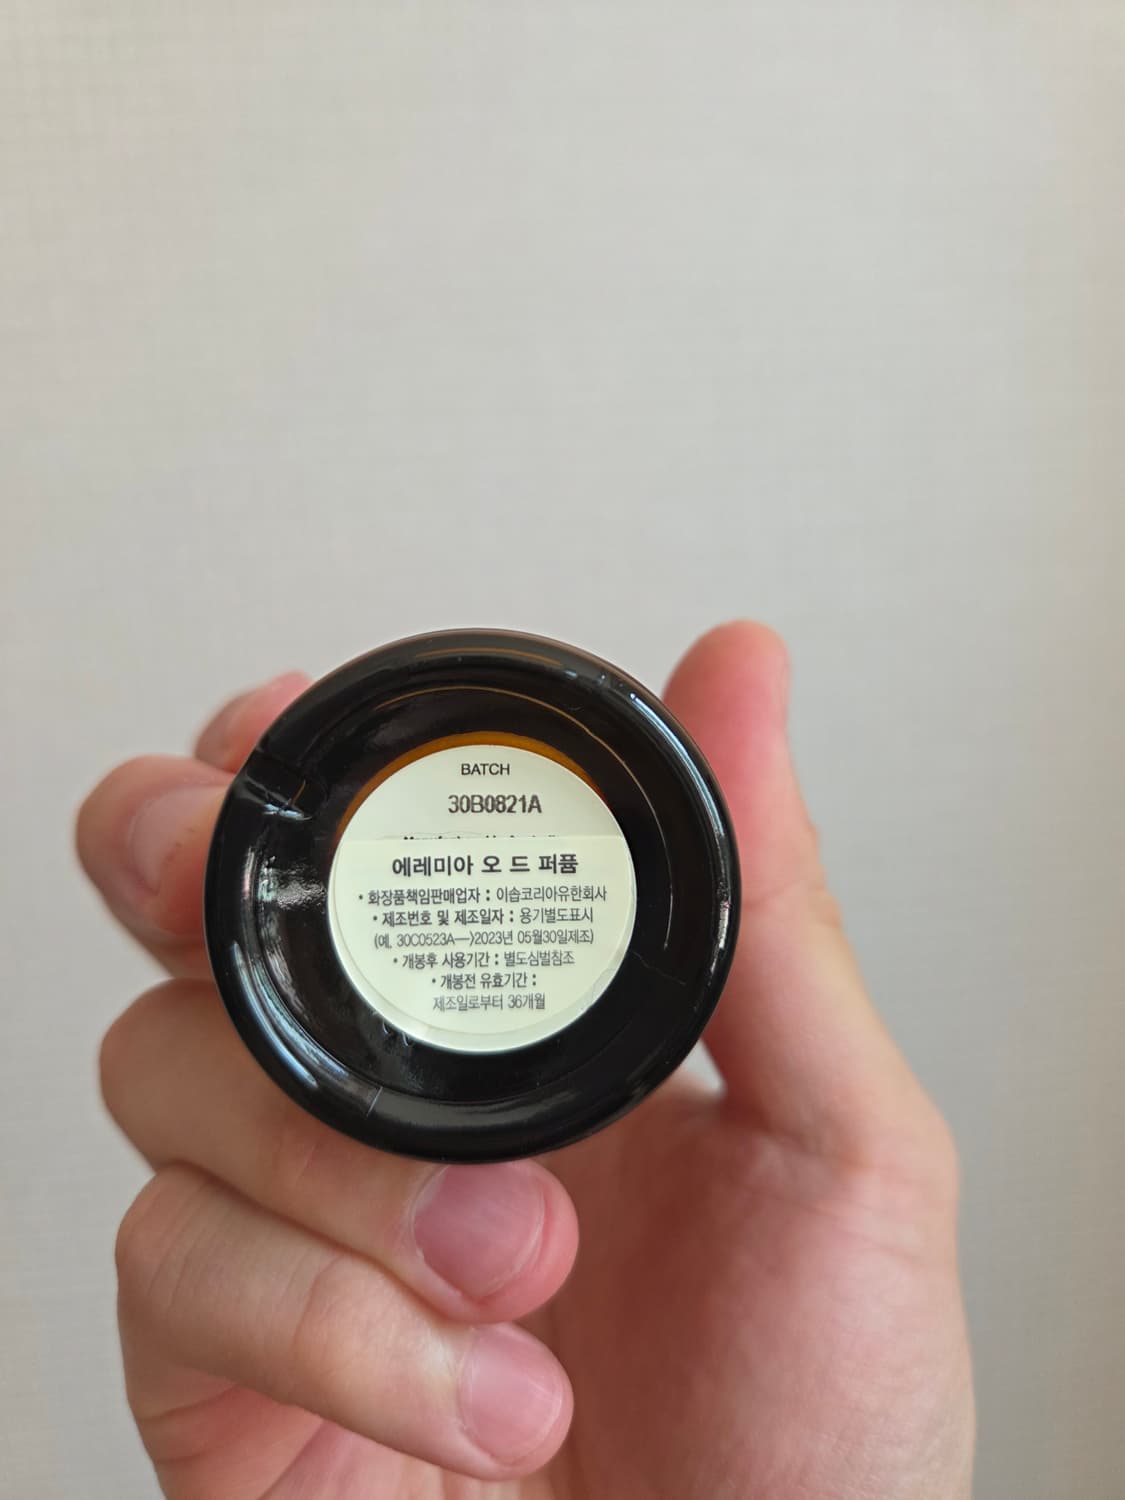 BATCH
30B0821A
에레미아 오 드 퍼퓸
• 화장품책임판매업자 : 이솝코리아유한회사
• 제조번호 및 제조일자 : 용기별도표시
(예, 30C0523A—>2023년 05월30일제조)
• 개봉후 사용기간 : 별도심벌참조
• 개봉전 유효기간 :
제조일로부터 36개월